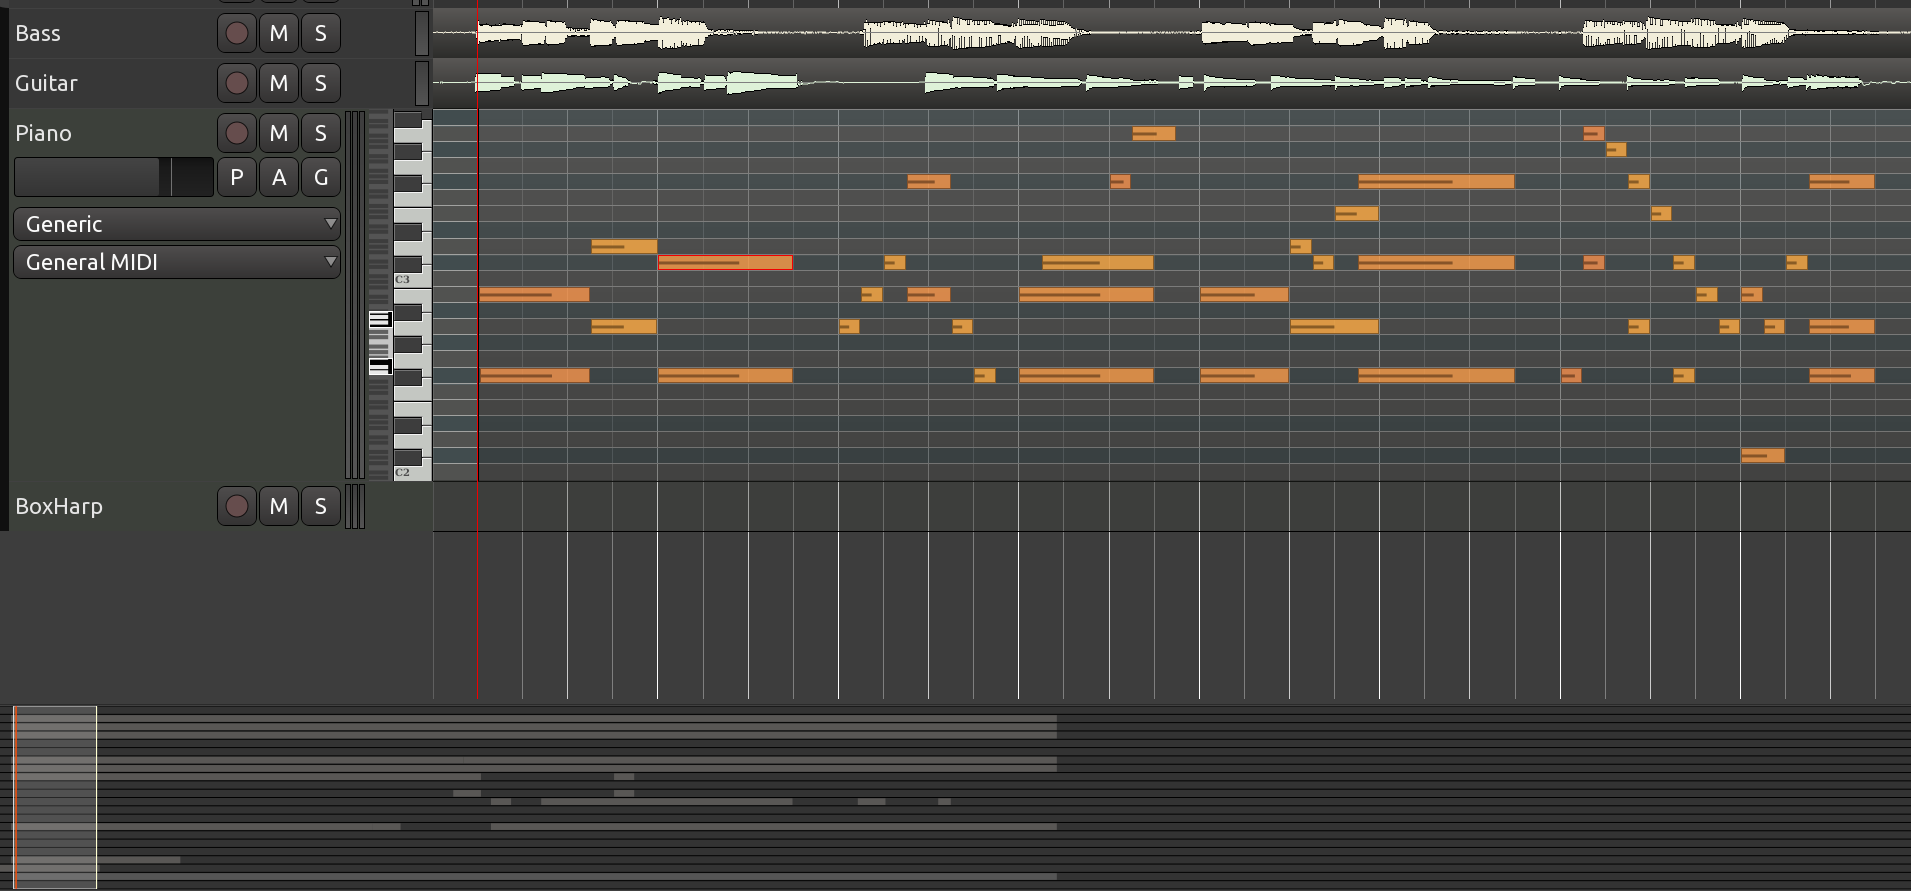 Bass M S
Guitar M S
Piano M S
P A G
Generic
General MIDI
C3
C2
BoxHarp M S